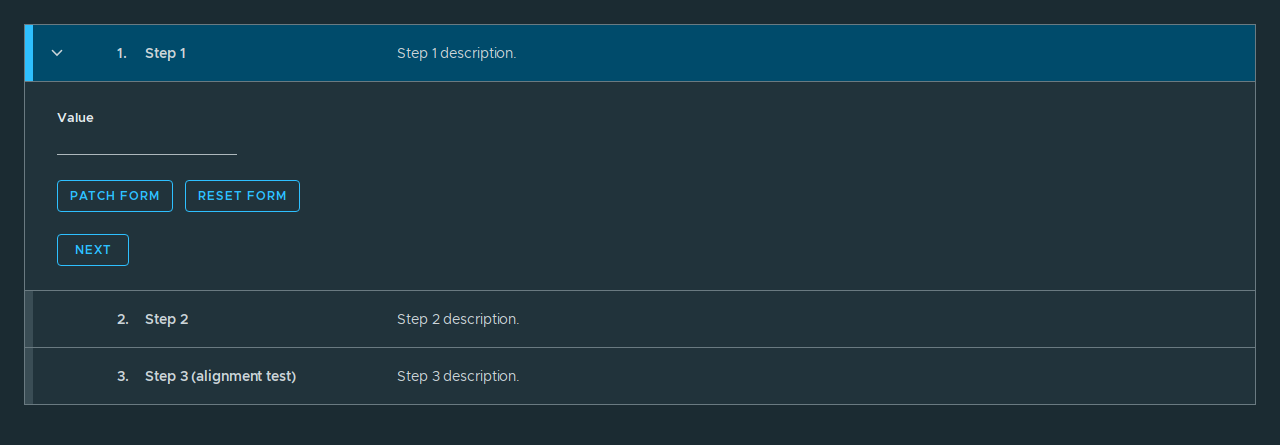 1. Step 1 Step 1 description.
Value
PATCH FORM RESET FORM
NEXT
2. Step 2 Step 2 description.
3. Step 3 (alignment test) Step 3 description.